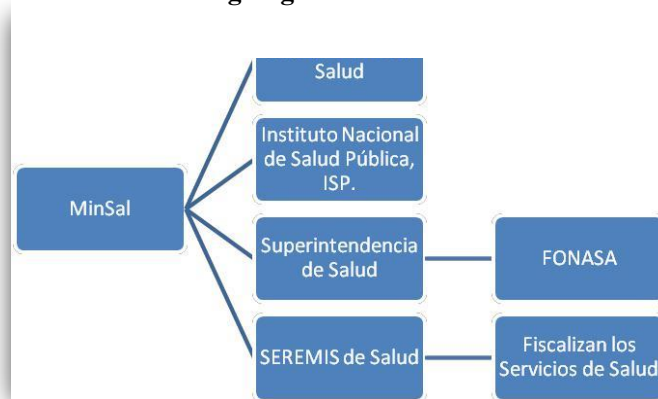 Salud
Instituto Nacional
de Salud Pública,
ISP.
MinSal
Superintendencia
de Salud
FONASA
SEREMIS de Salud
Fiscalizan los
Servicios de Salud